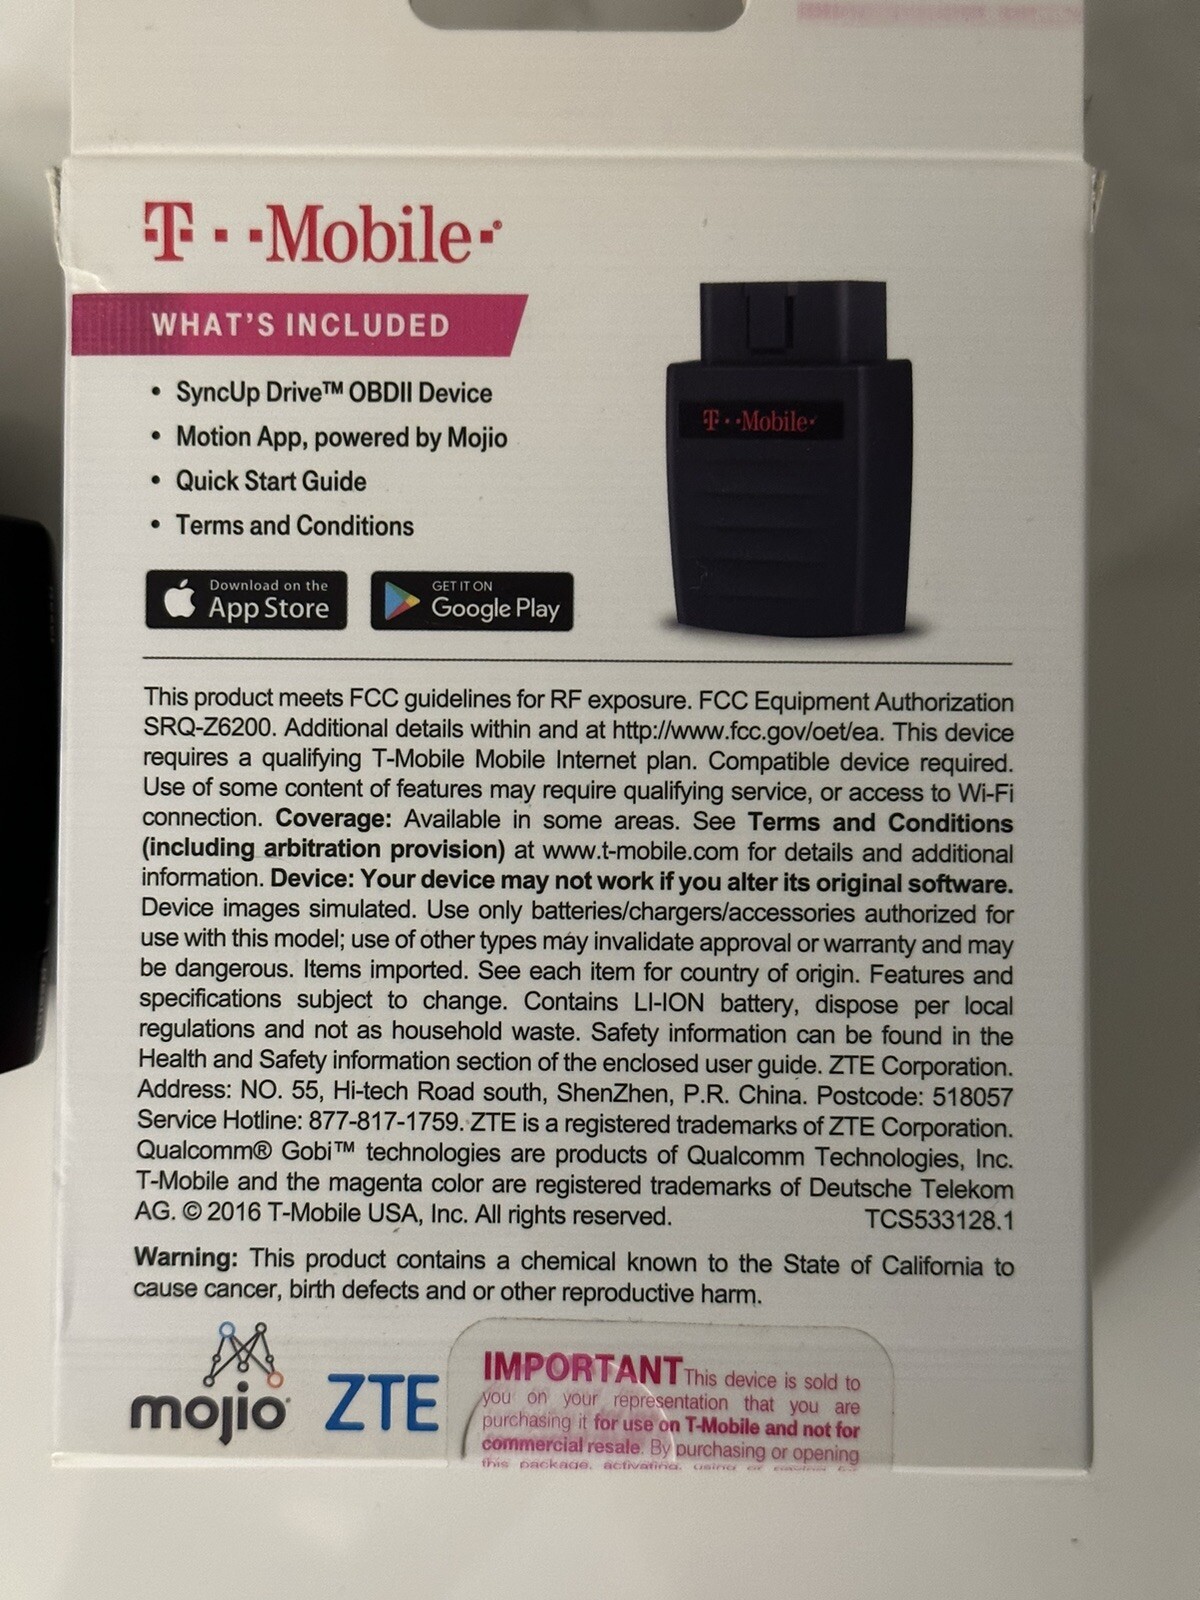 T··Mobile·®
WHAT'S INCLUDED
• SyncUp Drive™ OBDII Device
• Motion App, powered by Mojio
• Quick Start Guide
• Terms and Conditions
Download on the
App Store
GET IT ON
Google Play
T··Mobile·
This product meets FCC guidelines for RF exposure. FCC Equipment Authorization
SRQ-Z6200. Additional details within and at http://www.fcc.gov/oet/ea. This device
requires a qualifying T-Mobile Mobile Internet plan. Compatible device required.
Use of some content of features may require qualifying service, or access to Wi-Fi
connection. Coverage: Available in some areas. See Terms and Conditions
(including arbitration provision) at www.t-mobile.com for details and additional
information. Device: Your device may not work if you alter its original software.
Device images simulated. Use only batteries/chargers/accessories authorized for
use with this model; use of other types may invalidate approval or warranty and may
be dangerous. Items imported. See each item for country of origin. Features and
specifications subject to change. Contains LI-ION battery, dispose per local
regulations and not as household waste. Safety information can be found in the
Health and Safety information section of the enclosed user guide. ZTE Corporation.
Address: NO. 55, Hi-tech Road south, ShenZhen, P.R. China. Postcode: 518057
Service Hotline: 877-817-1759. ZTE is a registered trademarks of ZTE Corporation.
Qualcomm® Gobi™ technologies are products of Qualcomm Technologies, Inc.
T-Mobile and the magenta color are registered trademarks of Deutsche Telekom
AG. © 2016 T-Mobile USA, Inc. All rights reserved. TCS533128.1
Warning: This product contains a chemical known to the State of California to
cause cancer, birth defects and or other reproductive harm.
mojio
ZTE
IMPORTANT This device is sold to
you on your representation that you are
purchasing it for use on T-Mobile and not for
commercial resale. By purchasing or opening
this package, activating, using or